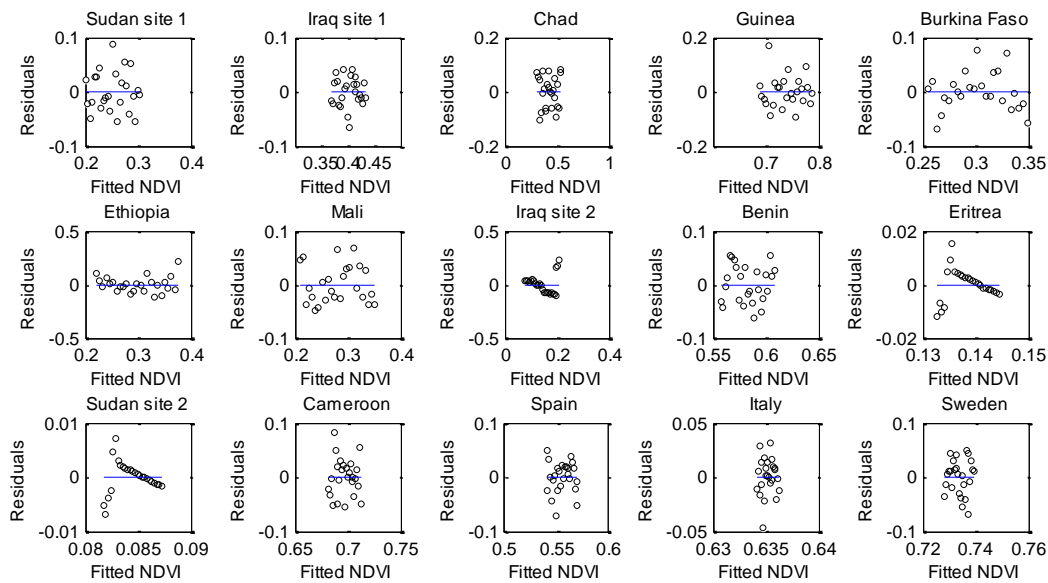 Sudan site 1 Iraq site 1 Chad Guinea Burkina Faso
0.1 0.1 0.2 0.2 0.1
Residuals Residuals Residuals Residuals Residuals
0 0 0 0 0
-0.1 -0.1 -0.2 -0.2 -0.1
0.2 0.3 0.4 0.35 0.4 0.45 0 0.5 1 0.7 0.8 0.25 0.3 0.35
Fitted NDVI Fitted NDVI Fitted NDVI Fitted NDVI Fitted NDVI
Ethiopia Mali Iraq site 2 Benin Eritrea
0.5 0.1 0.5 0.1 0.02
Residuals Residuals Residuals Residuals Residuals
0 0 0 0 0
-0.5 -0.1 -0.5 -0.1 -0.02
0.2 0.3 0.4 0.2 0.3 0.4 0 0.2 0.4 0.55 0.6 0.65 0.13 0.14 0.15
Fitted NDVI Fitted NDVI Fitted NDVI Fitted NDVI Fitted NDVI
Sudan site 2 Cameroon Spain Italy Sweden
0.01 0.1 0.1 0.05 0.1
Residuals Residuals Residuals Residuals Residuals
0 0 0 0 0
-0.01 -0.1 -0.1 -0.05 -0.1
0.08 0.085 0.09 0.65 0.7 0.75 0.5 0.55 0.6 0.63 0.635 0.64 0.72 0.74 0.76
Fitted NDVI Fitted NDVI Fitted NDVI Fitted NDVI Fitted NDVI